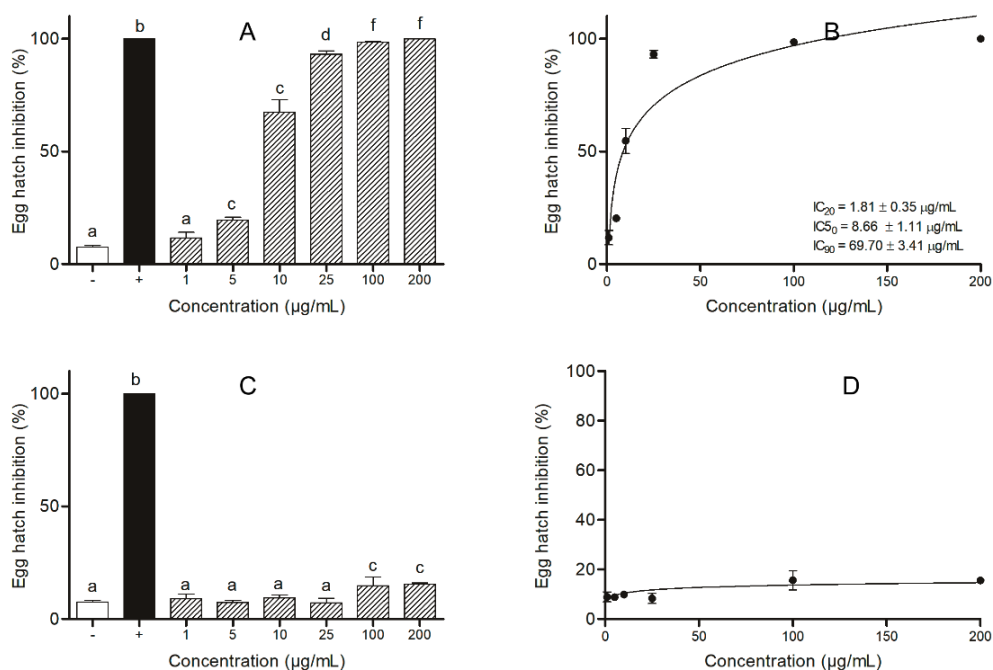 A
Egg hatch inhibition (%)
100
50
0
a
b
a
c
c
d
f
f
-
+
1
5
10
25
100
200
Concentration (µg/mL)
B
Egg hatch inhibition (%)
100
50
0
IC20 = 1.81 ± 0.35 µg/mL
IC50 = 8.66 ± 1.11 µg/mL
IC90 = 69.70 ± 3.41 µg/mL
0
50
100
150
200
Concentration (µg/mL)
C
Egg hatch inhibition (%)
100
50
0
a
b
a
a
a
a
c
c
-
+
1
5
10
25
100
200
Concentration (µg/mL)
D
Egg hatch inhibition (%)
100
80
60
40
20
0
0
50
100
150
200
Concentration (µg/mL)